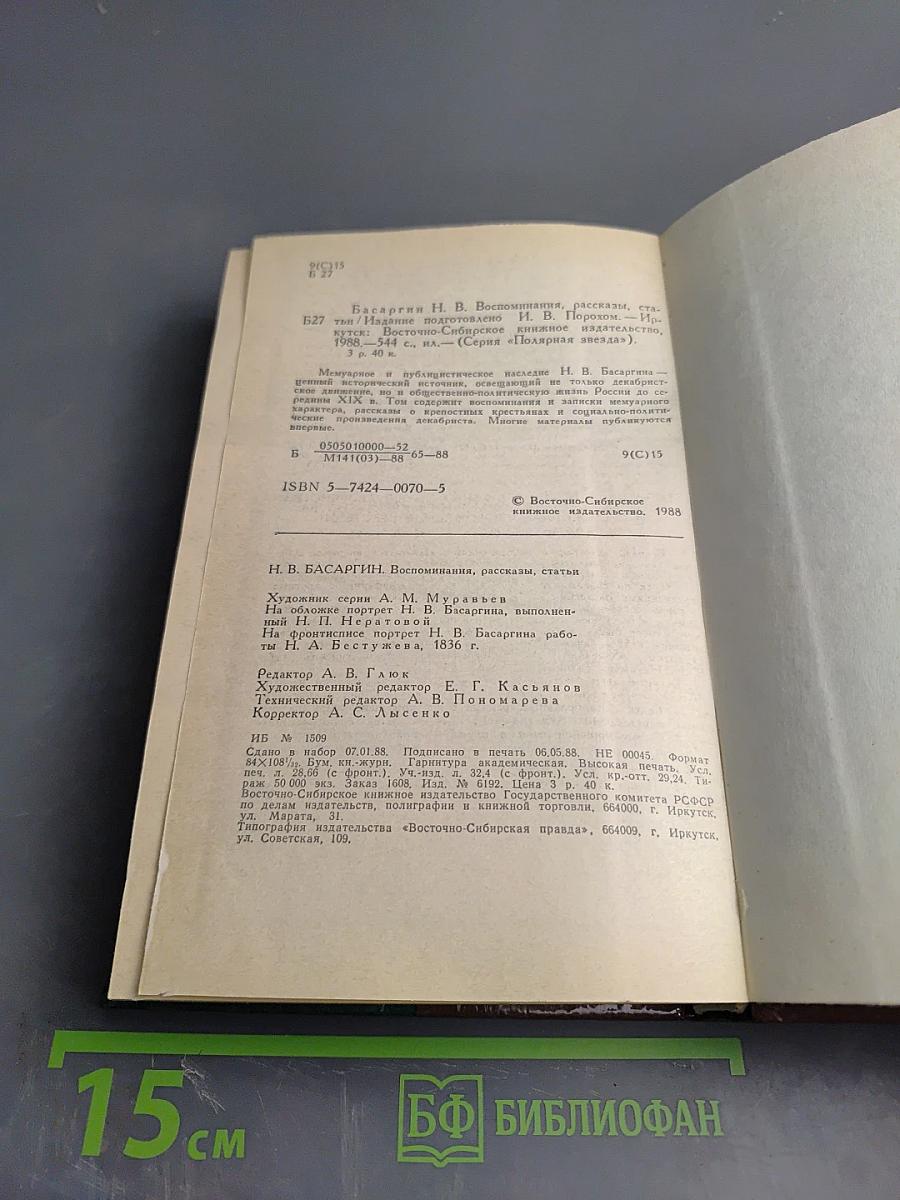 9(С)15
Б 27
Басаргин Н. В. Воспоминания, рассказы, ста-
Б27 тьи / Издание подготовлено И. В. Порохом. — Ир-
кутск: Восточно-Сибирское книжное издательство,
1988.—544 с., ил.— (Серия «Полярная звезда»).
3 р. 40 к.
Мемуарное и публицистическое наследие Н. В. Басаргина —
ценный исторический источник, освещающий не только декабрист-
ское движение, но и общественно-политическую жизнь России до се-
редины XIX в. Том содержит воспоминания и записки мемуарного
характера, рассказы о крепостных крестьянах и социально-полити-
ческие произведения декабриста. Многие материалы публикуются
впервые.
Б 0505010000—52
М141(03)—88 65—88 9(С)15
ISBN 5—7424—0070—5
© Восточно-Сибирское
книжное издательство. 1988
Н. В. БАСАРГИН. Воспоминания, рассказы, статьи
Художник серии А. М. Муравьев
На обложке портрет Н. В. Басаргина, выполнен-
ный Н. П. Нератовой
На фронтисписе портрет Н. В. Басаргина рабо-
ты Н. А. Бестужева, 1836 г.
Редактор А. В. Глюк
Художественный редактор Е. Г. Касьянов
Технический редактор А. В. Пономарева
Корректор А. С. Лысенко
ИБ № 1509
Сдано в набор 07.01.88. Подписано в печать 06.05.88. НЕ 00045. Формат
84×108¹/₃₂. Бум. кн.-журн. Гарнитура академическая. Высокая печать. Усл.
печ. л. 28,66 (с фронт.). Уч.-изд. л. 32,4 (с фронт.). Усл. кр.-отт. 29,24. Ти-
раж 50 000 экз. Заказ 1608. Изд. № 6192. Цена 3 р. 40 к.
Восточно-Сибирское книжное издательство Государственного комитета РСФСР
по делам издательств, полиграфии и книжной торговли, 664000, г. Иркутск,
ул. Марата, 31.
Типография издательства «Восточно-Сибирская правда», 664009, г. Иркутск,
ул. Советская, 109.
15 см
БФ БИБЛИОФАН